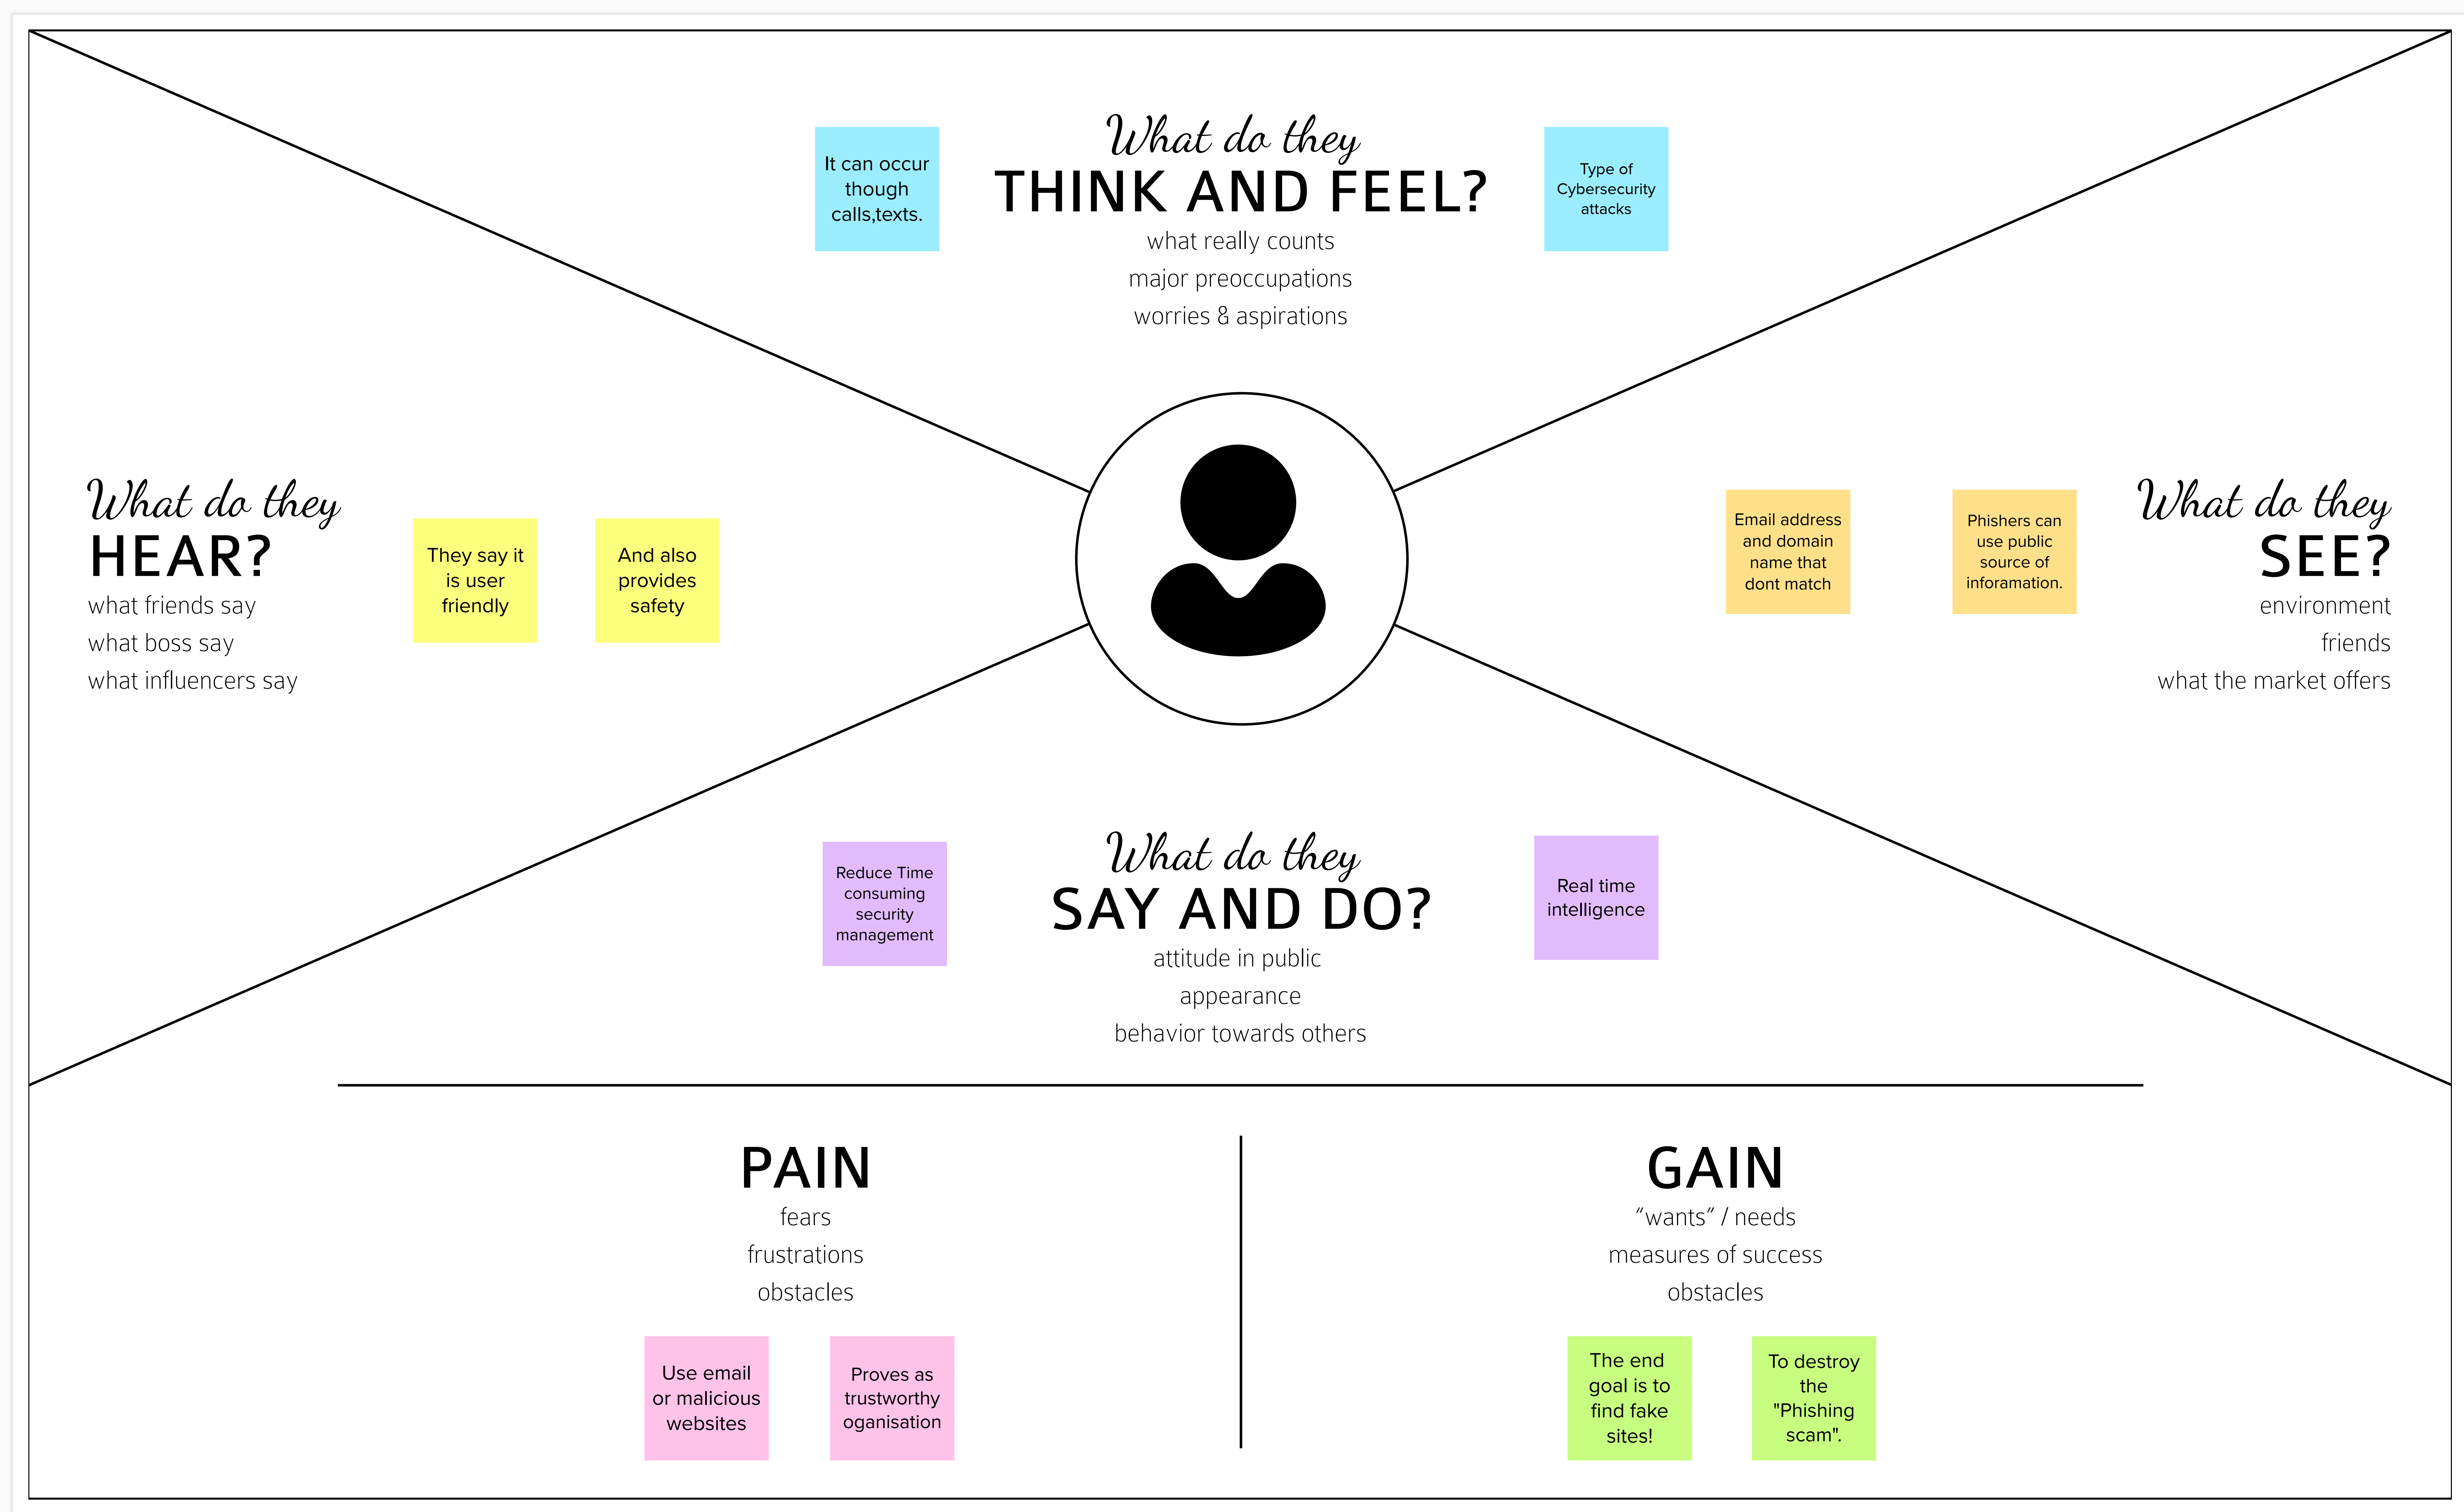 What do they
THINK AND FEEL?
what really counts
major preoccupations
worries & aspirations
It can occur
though
calls,texts.
Type of
Cybersecurity
attacks
What do they
HEAR?
what friends say
what boss say
what influencers say
They say it
is user
friendly
And also
provides
safety
Email address
and domain
name that
dont match
Phishers can
use public
source of
inforamation.
What do they
SEE?
environment
friends
what the market offers
Reduce Time
consuming
security
management
What do they
SAY AND DO?
attitude in public
appearance
behavior towards others
Real time
intelligence
PAIN
fears
frustrations
obstacles
Use email
or malicious
websites
Proves as
trustworthy
oganisation
GAIN
“wants” / needs
measures of success
obstacles
The end
goal is to
find fake
sites!
To destroy
the
"Phishing
scam".